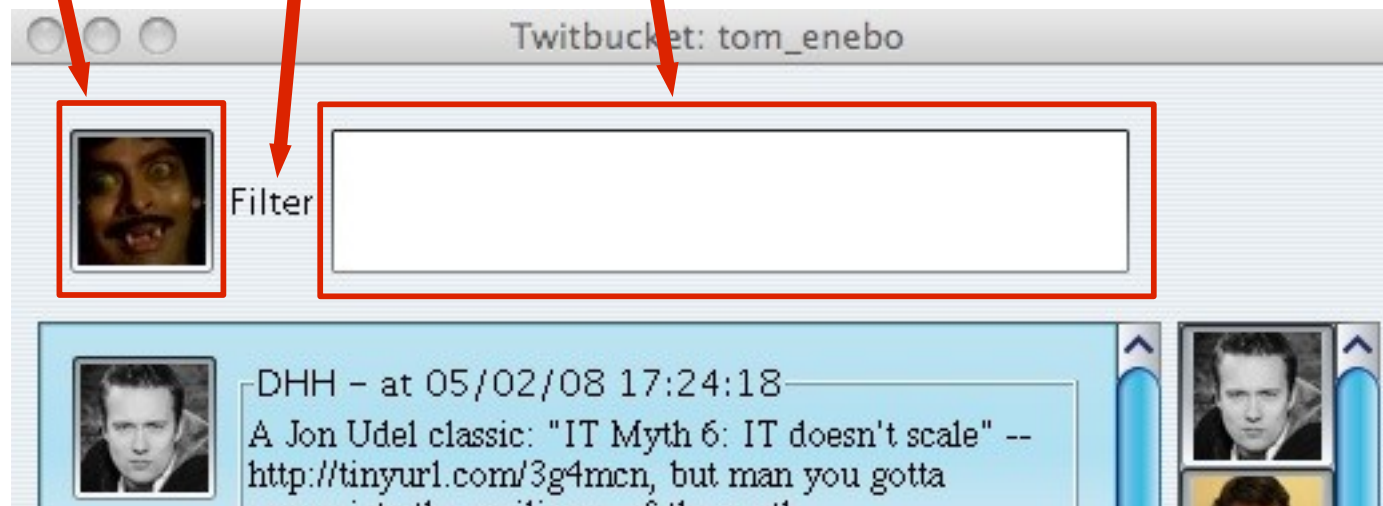 Twitbucket: tom_enebo
Filter
DHH – at 05/02/08 17:24:18
A Jon Udel classic: "IT Myth 6: IT doesn't scale" --
http://tinyurl.com/3g4mcn, but man you gotta